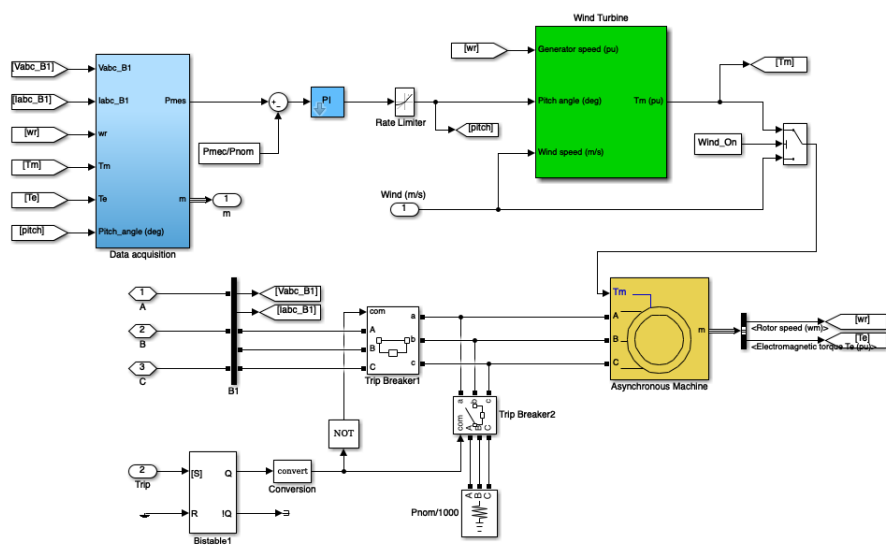 Wind Turbine
[Vabc_B1]
[Iabc_B1]
[wr]
[Tm]
[Te]
[pitch]
Vabc_B1
Iabc_B1
wr
Tm
Te
Pitch_angle (deg)
Pmes
m
Data acquisition
1
m
+
-
Pmec/Pnom
PI
Rate Limiter
[pitch]
[wr]
Generator speed (pu)
Pitch angle (deg)
Wind speed (m/s)
Tm (pu)
[Tm]
Wind_On
Wind (m/s)
1
1
A
2
B
3
C
B1
[Vabc_B1]
[Iabc_B1]
com
A
B
C
a
b
c
Trip Breaker1
Tm
A
B
C
m
Asynchronous Machine
[wr]
<Rotor speed (wm)>
[Te]
<Electromagnetic torque Te (pu)>
a
b
c
com
A
B
C
Trip Breaker2
NOT
2
Trip
[S]
R
Q
!Q
Bistable1
convert
Conversion
A
B
C
Pnom/1000